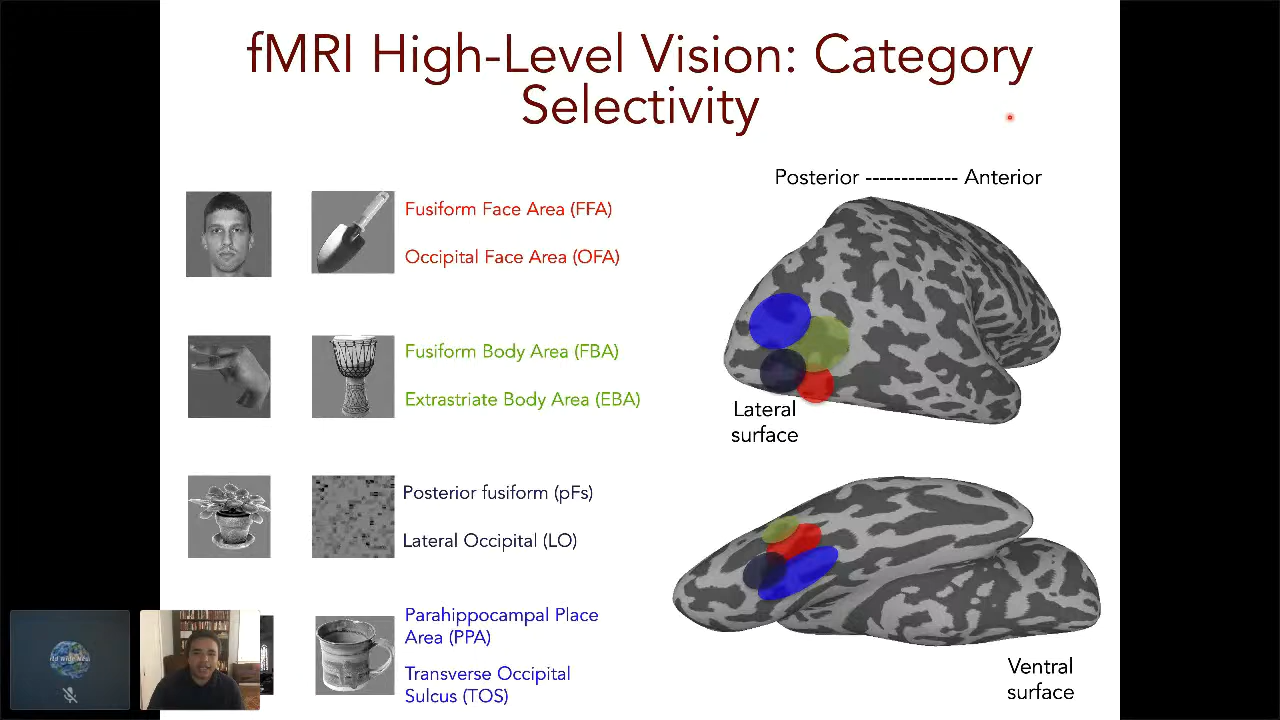 fMRI High-Level Vision: Category
Selectivity
Posterior ------------- Anterior
Fusiform Face Area (FFA)
Occipital Face Area (OFA)
Fusiform Body Area (FBA)
Extrastriate Body Area (EBA)
Lateral
surface
Posterior fusiform (pFs)
Lateral Occipital (LO)
Parahippocampal Place
Area (PPA)
Transverse Occipital
Sulcus (TOS)
Ventral
surface